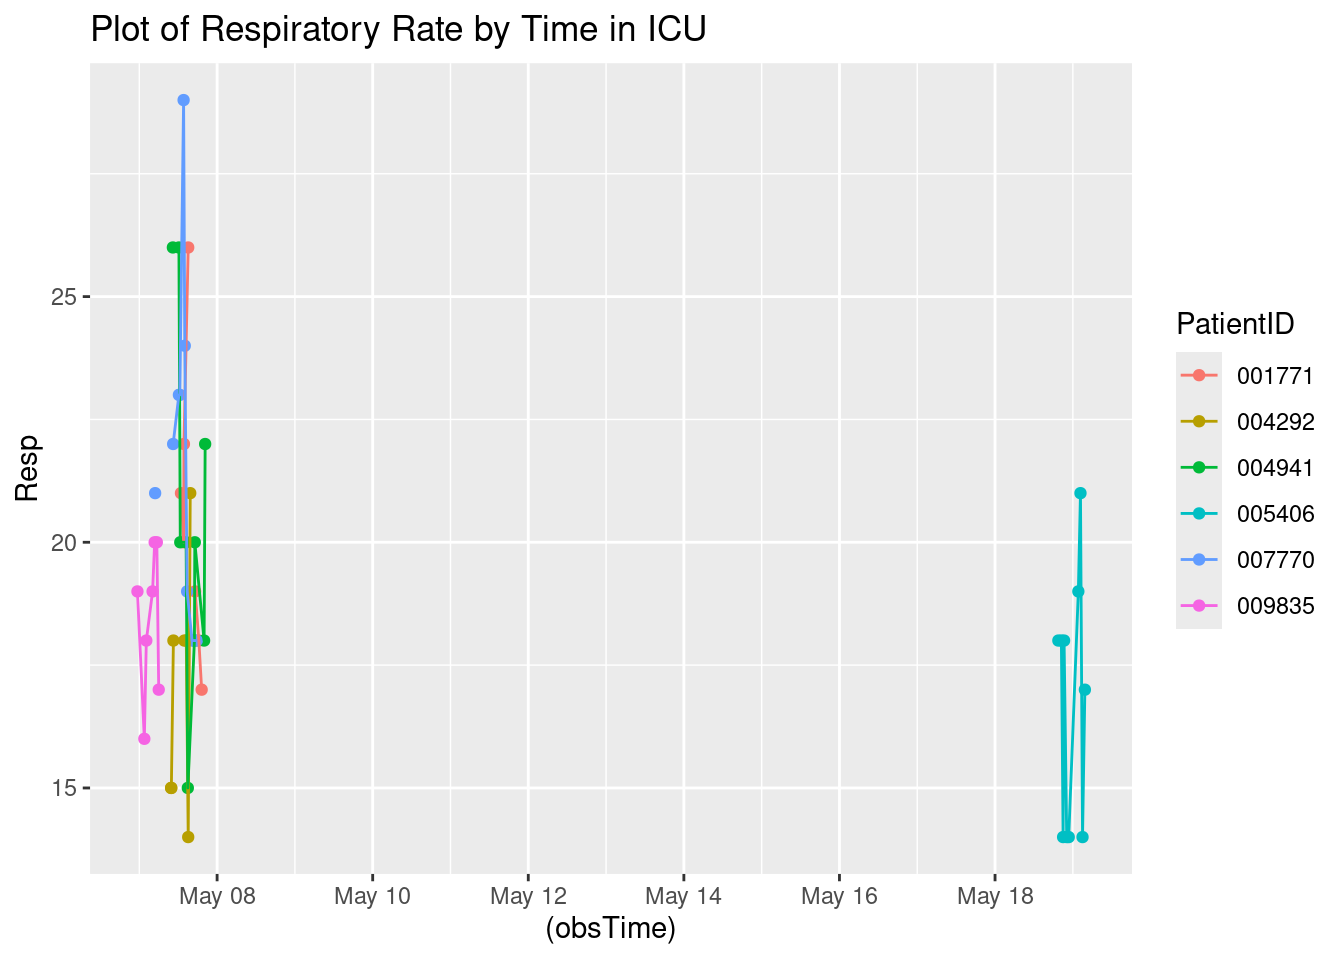 Plot of Respiratory Rate by Time in ICU
Resp
25
20
15
May 08 May 10 May 12 May 14 May 16 May 18
(obsTime)
PatientID
001771
004292
004941
005406
007770
009835